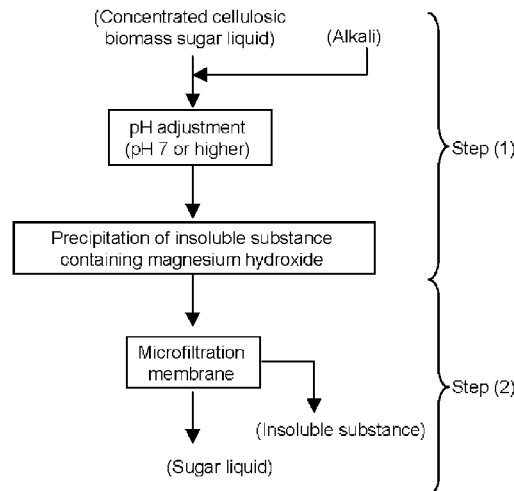 (Concentrated cellulosic
biomass sugar liquid)
(Alkali)
pH adjustment
(pH 7 or higher)
Step (1)
Precipitation of insoluble substance
containing magnesium hydroxide
Microfiltration
membrane
Step (2)
(Insoluble substance)
(Sugar liquid)